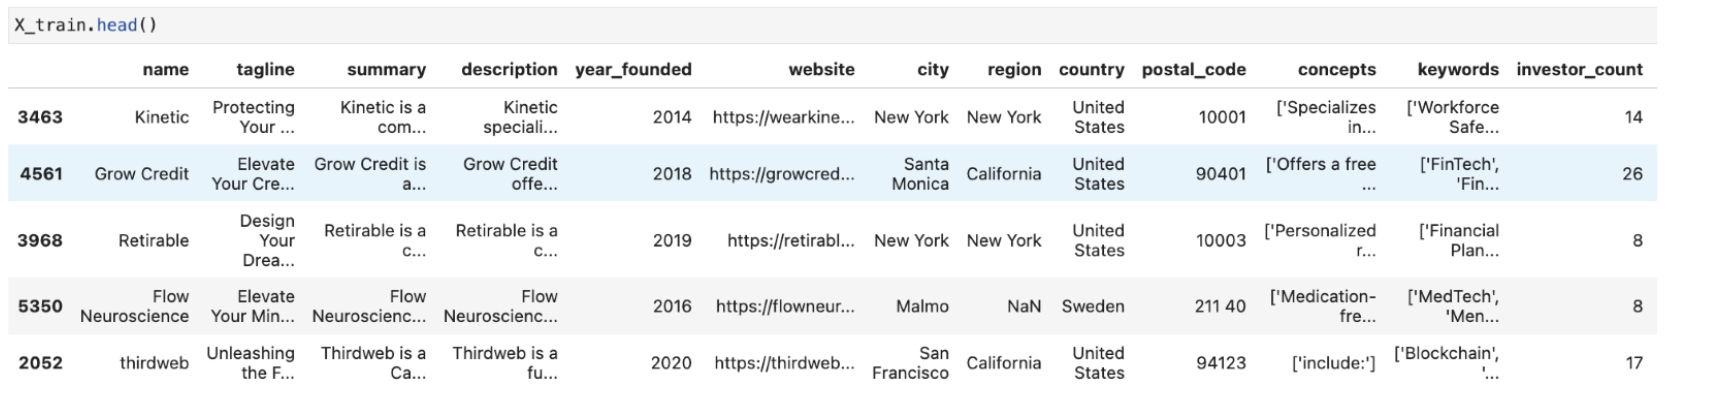 X_train.head()
name tagline summary description year_founded website city region country postal_code concepts keywords investor_count
3463 Kinetic Protecting Your ... Kinetic is a com... Kinetic speciali... 2014 https://wearkine... New York New York United States 10001 ['Specializes in... ['Workforce Safe... 14
4561 Grow Credit Elevate Your Cre... Grow Credit is a... Grow Credit offe... 2018 https://growcred... Santa Monica California United States 90401 ['Offers a free ... ['FinTech', 'Fin... 26
3968 Retirable Design Your Drea... Retirable is a c... Retirable is a c... 2019 https://retirabl... New York New York United States 10003 ['Personalized r... ['Financial Plan... 8
5350 Flow Neuroscience Elevate Your Min... Flow Neuroscienc... Flow Neuroscienc... 2016 https://flowneur... Malmo NaN Sweden 211 40 ['Medication-fre... ['MedTech', 'Men... 8
2052 thirdweb Unleashing the F... Thirdweb is a Ca... Thirdweb is a fu... 2020 https://thirdweb... San Francisco California United States 94123 ['include:'] ['Blockchain', '... 17